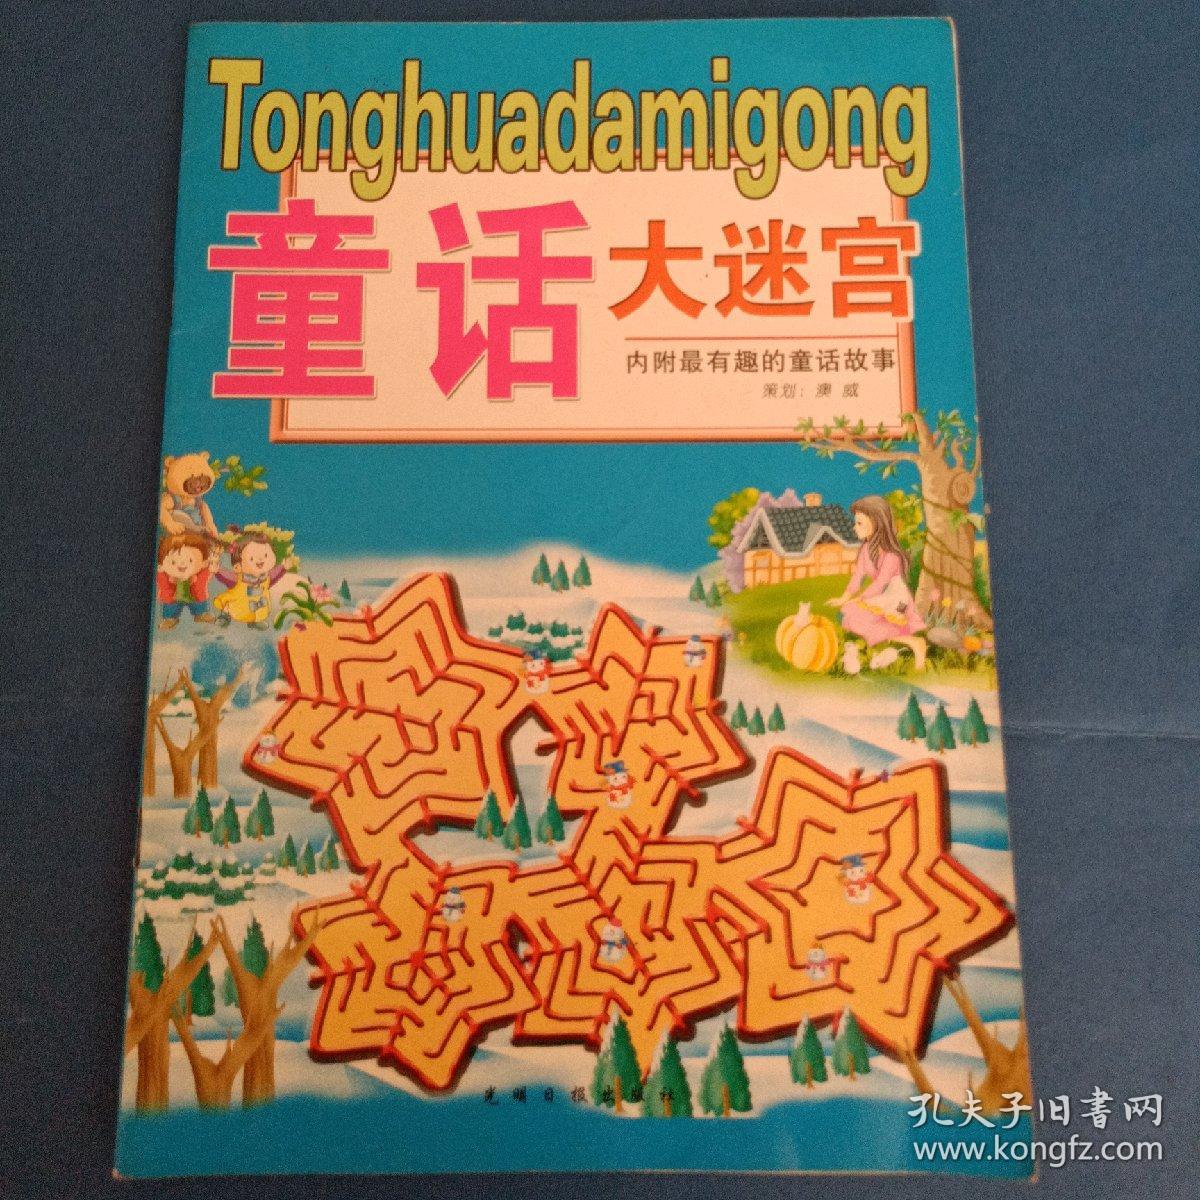 Tonghuadamigong
童话大迷宫
内附最有趣的童话故事
策划：澳 威
光明日报出版社
孔夫子旧書网
www.kongfz.com